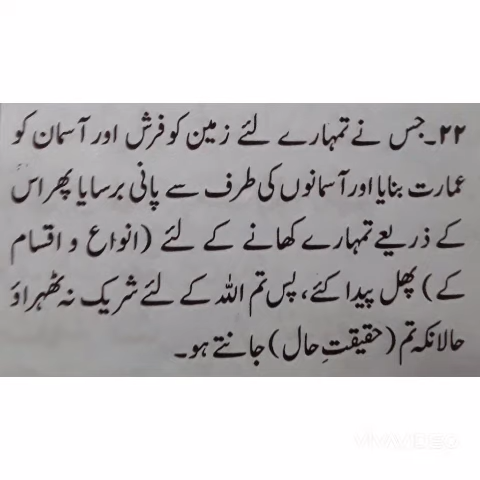 ۲۲۔جس نے تمہارے لئے زمین کو فرش اور آسمان کو
عمارت بنایا اور آسمانوں کی طرف سے پانی برسایا پھر اس
کے ذریعے تمہارے کھانے کے لئے (انواع و اقسام
کے) پھل پیدا کئے، پس تم اللہ کے لئے شریک نہ ٹھہراؤ
حالانکہ تم (حقیقتِ حال) جانتے ہو۔
VIVAVIDEO